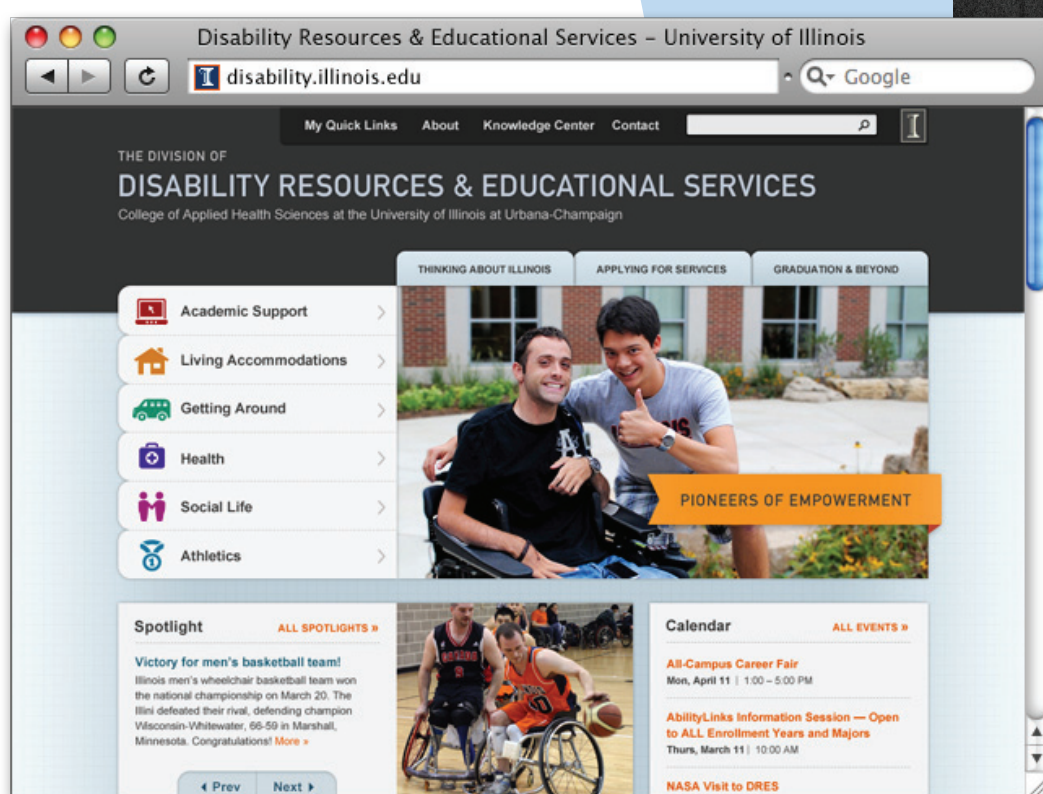 Disability Resources & Educational Services – University of Illinois
disability.illinois.edu
Google
My Quick Links About Knowledge Center Contact
THE DIVISION OF
DISABILITY RESOURCES & EDUCATIONAL SERVICES
College of Applied Health Sciences at the University of Illinois at Urbana-Champaign
THINKING ABOUT ILLINOIS APPLYING FOR SERVICES GRADUATION & BEYOND
Academic Support
Living Accommodations
Getting Around
Health
Social Life
Athletics
PIONEERS OF EMPOWERMENT
Spotlight ALL SPOTLIGHTS »
Victory for men's basketball team!
Illinois men's wheelchair basketball team won
the national championship on March 20. The
Illini defeated their rival, defending champion
Wisconsin-Whitewater, 66-59 in Marshall,
Minnesota. Congratulations! More »
Prev Next
Calendar ALL EVENTS »
All-Campus Career Fair
Mon, April 11 | 1:00 – 5:00 PM
AbilityLinks Information Session — Open
to ALL Enrollment Years and Majors
Thurs, March 11 | 10:00 AM
NASA Visit to DRES